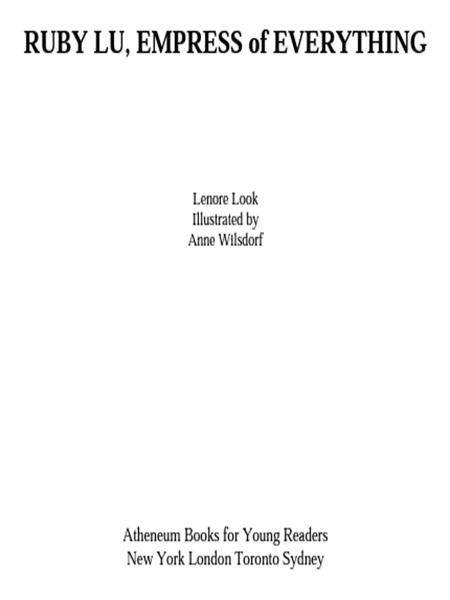 RUBY LU, EMPRESS of EVERYTHING
Lenore Look
Illustrated by
Anne Wilsdorf
Atheneum Books for Young Readers
New York London Toronto Sydney